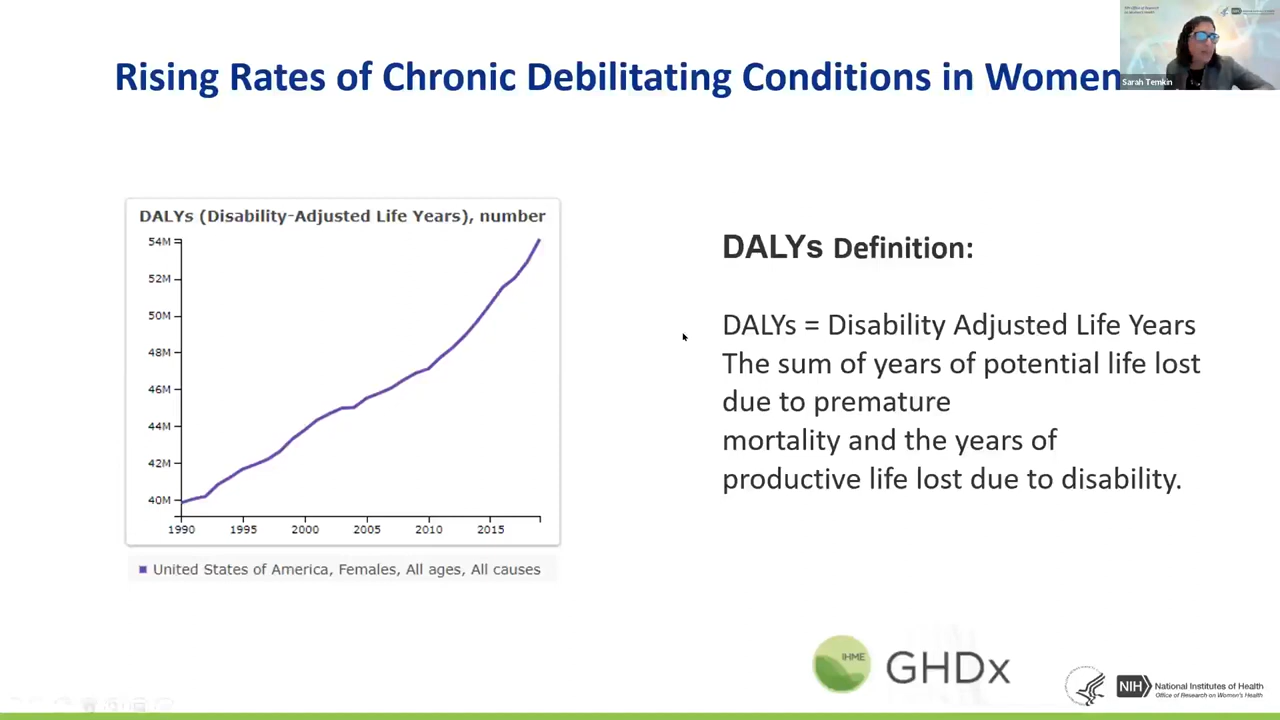 Rising Rates of Chronic Debilitating Conditions in Women
Sarah Temkin
DALYs (Disability-Adjusted Life Years), number
54M
52M
50M
48M
46M
44M
42M
40M
1990 1995 2000 2005 2010 2015
United States of America, Females, All ages, All causes
DALYs Definition:
DALYs = Disability Adjusted Life Years
The sum of years of potential life lost
due to premature
mortality and the years of
productive life lost due to disability.
IHME
GHDx
NIH
National Institutes of Health
Office of Research on Women's Health